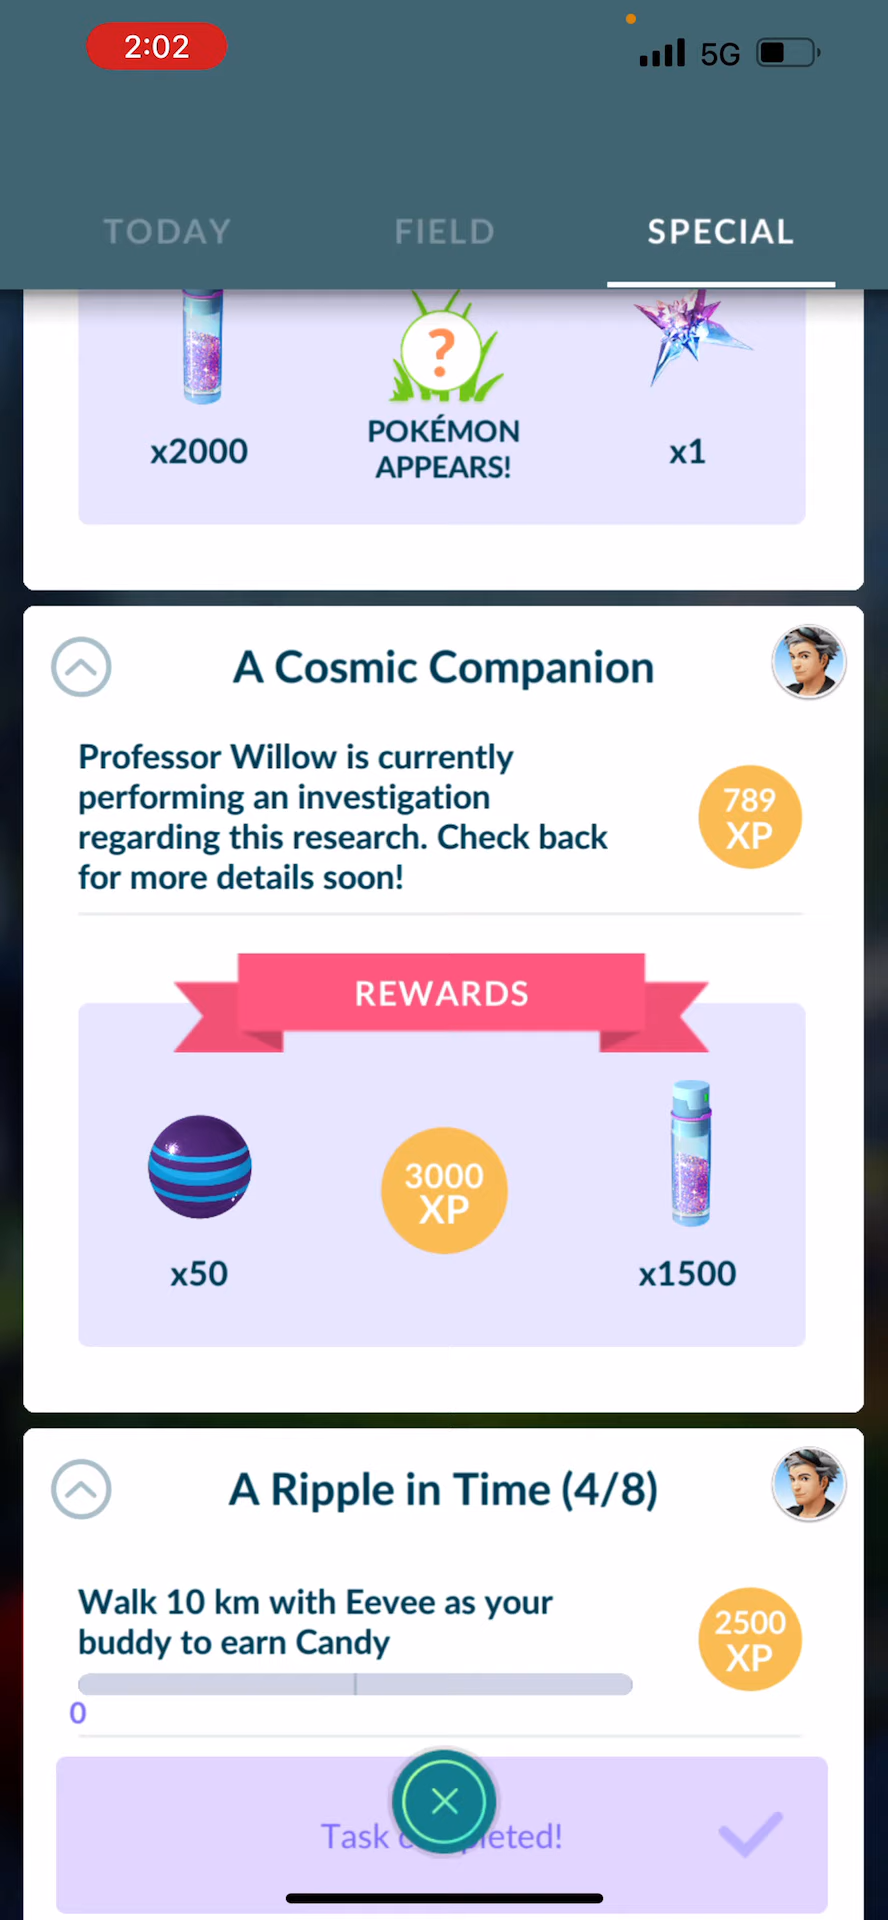 2:02
5G
TODAY
FIELD
SPECIAL
?
x2000
POKÉMON
APPEARS!
x1
A Cosmic Companion
Professor Willow is currently
performing an investigation
regarding this research. Check back
for more details soon!
789
XP
REWARDS
x50
3000
XP
x1500
A Ripple in Time (4/8)
Walk 10 km with Eevee as your
buddy to earn Candy
2500
XP
0
Task completed!